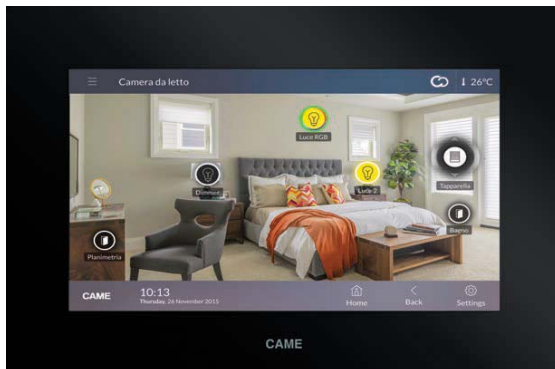 Camera da letto
26°C
Luce RGB
Dimmer
Luce 2
Tapparella
Bagno
Planimetria
CAME
10:13
Thursday, 26 November 2015
Home
Back
Settings
CAME